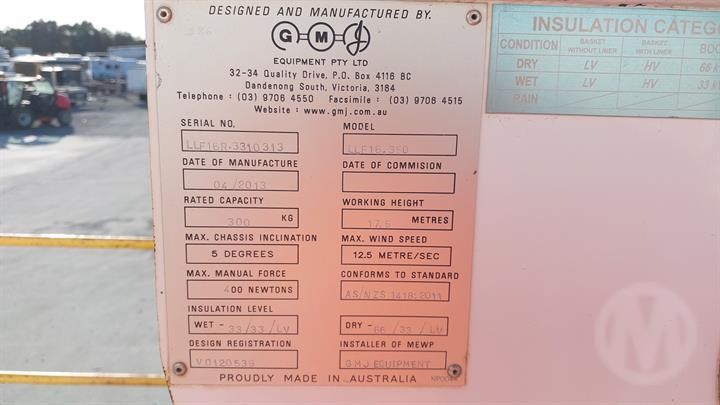 DESIGNED AND MANUFACTURED BY.
GMJ
EQUIPMENT PTY LTD
32-34 Quality Drive, P.O. Box 4116 BC
Dandenong South, Victoria, 3164
Telephone : (03) 9706 4550 Facsimile : (03) 9706 4515
Website : www.gmj.com.au
SERIAL NO. MODEL
LLF16R-3310313 LLF16.350
DATE OF MANUFACTURE DATE OF COMMISION
04/2013
RATED CAPACITY WORKING HEIGHT
300 KG 17.5 METRES
MAX. CHASSIS INCLINATION MAX. WIND SPEED
5 DEGREES 12.5 METRE/SEC
MAX. MANUAL FORCE CONFORMS TO STANDARD
400 NEWTONS AS/NZS 1418:2011
INSULATION LEVEL
WET - 33/33/LV DRY - 66/33/LV
DESIGN REGISTRATION INSTALLER OF MEWP
V0120539 GMJ EQUIPMENT
PROUDLY MADE IN AUSTRALIA
INSULATION CATEGO
CONDITION BASKET WITHOUT LINER BASKET WITH LINER BOO
DRY LV HV 66 k
WET LV HV 33 k
RAIN
M